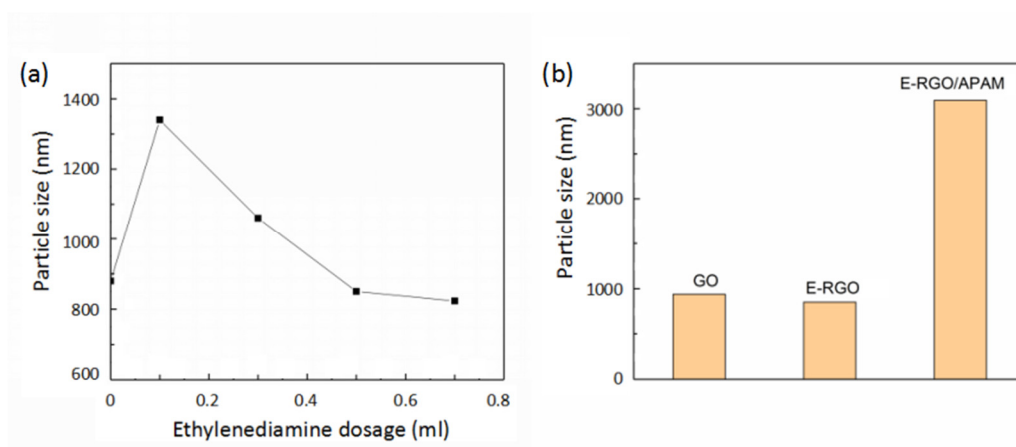 (a)
Particle size (nm)
1400
1200
1000
800
600
0 0.2 0.4 0.6 0.8
Ethylenediamine dosage (ml)
(b)
Particle size (nm)
3000
2000
1000
0
GO
E-RGO
E-RGO/APAM